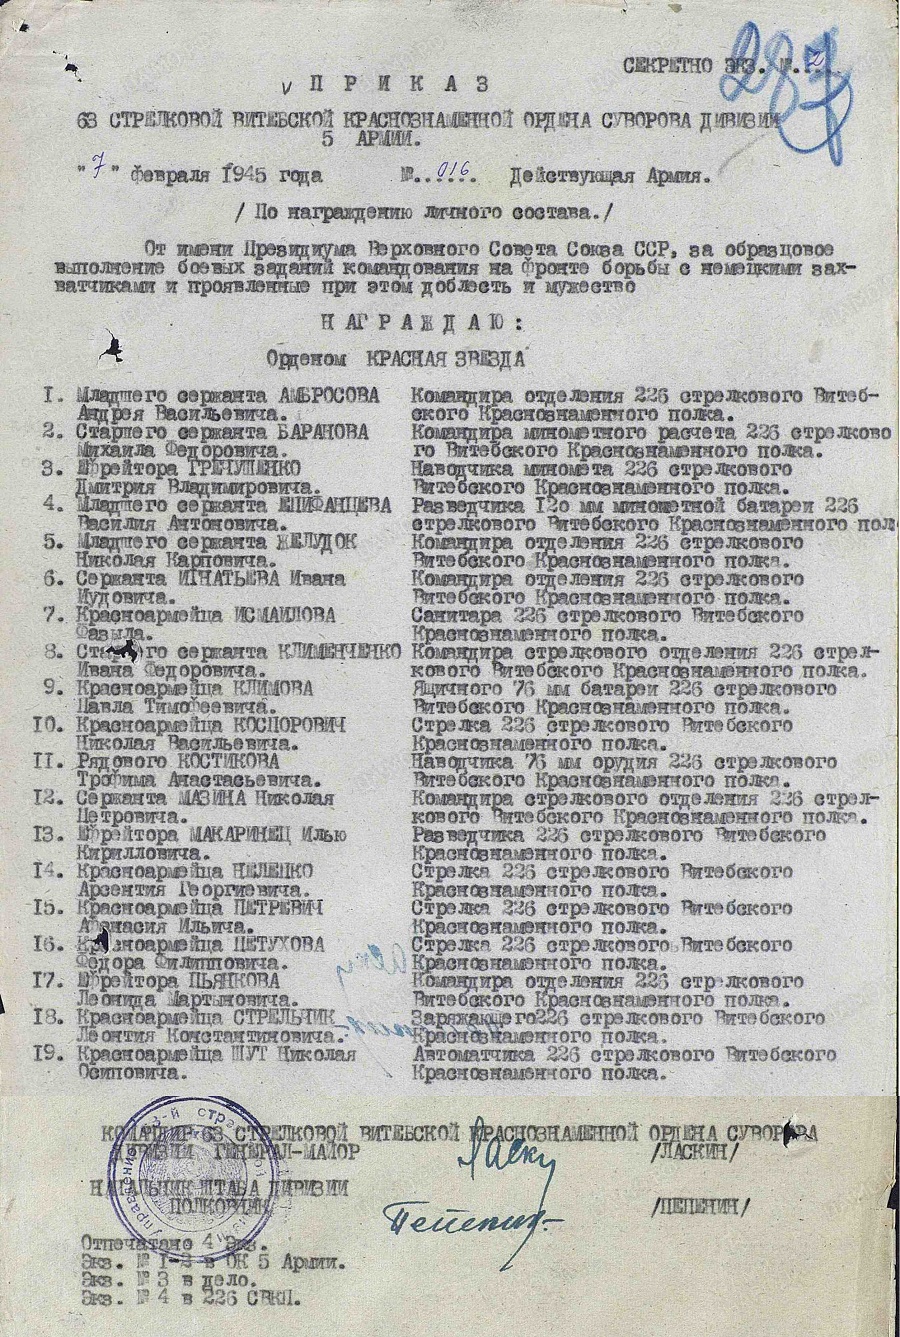 287
СЕКРЕТНО ЭКЗ. №.2.
П Р И К А З
63 СТРЕЛКОВОЙ ВИТЕБСКОЙ КРАСНОЗНАМЕННОЙ ОРДЕНА СУВОРОВА ДИВИЗИИ
5 АРМИИ.
"7" февраля 1945 года №..016.. Действующая Армия.
/ По награждению личного состава./
От имени Президиума Верховного Совета Союза ССР, за образцовое
выполнение боевых заданий командования на фронте борьбы с немецкими зах-
ватчиками и проявленные при этом доблесть и мужество
Н А Г Р А Ж Д А Ю :
Орденом КРАСНАЯ ЗВЕЗДА
1. Младшего сержанта АМБРОСОВА Командира отделения 226 стрелкового Витеб-
Андрея Васильевича. ского Краснознаменного полка.
2. Старшего сержанта БАРАНОВА Командира минометного расчета 226 стрелково
Михаила Федоровича. го Витебского Краснознаменного полка.
3. Ефрейтора ГРЕЧУШЕНКО Наводчика миномета 226 стрелкового
Дмитрия Владимировича. Витебского Краснознаменного полка.
4. Младшего сержанта ЕПИФАНЦЕВА Разведчика 12о мм минометной батареи 226
Василия Антоновича. стрелкового Витебского Краснознаменного пол
5. Младшего сержанта ЖЕЛУДОК Командира отделения 226 стрелкового
Николая Карповича. Витебского Краснознаменного полка.
6. Сержанта ИГНАТЬЕВА Ивана Командира отделения 226 стрелкового
Иудовича. Витебского Краснознаменного полка.
7. Красноармейца ИСМАИЛОВА Санитара 226 стрелкового Витебского
Фазыла. Краснознаменного полка.
8. Старшего сержанта КЛИМЕНЧЕНКО Командира стрелкового отделения 226 стрел-
Ивана Федоровича. кового Витебского Краснознаменного полка.
9. Красноармейца КЛИМОВА Ящичного 76 мм батареи 226 стрелкового
Павла Тимофеевича. Витебского Краснознаменного полка.
10. Красноармейца КОСПОРОВИЧ Стрелка 226 стрелкового Витебского
Николая Васильевича. Краснознаменного полка.
11. Рядового КОСТИКОВА Наводчика 76 мм орудия 226 стрелкового
Трофима Анастасьевича. Витебского Краснознаменного полка.
12. Сержанта МАЗИНА Николая Командира стрелкового отделения 226 стрел-
Петровича. кового Витебского Краснознаменного полка.
13. Ефрейтора МАКАРИНЕЦ Илью Разведчика 226 стрелкового Витебского
Кирилловича. Краснознаменного полка.
14. Красноармейца НЕЛЕПКО Стрелка 226 стрелкового Витебского
Арсентия Георгиевича. Краснознаменного полка.
15. Красноармейца ПЕТРЕВИЧ Стрелка 226 стрелкового Витебского
Афанасия Ильича. Краснознаменного полка.
16. Красноармейца ПЕТУХОВА Стрелка 226 стрелкового Витебского
Федора Филипповича. Краснознаменного полка.
17. Ефрейтора ПЬЯНКОВА Командира отделения 226 стрелкового
Леонида Мартыновича. Витебского Краснознаменного полка.
18. Красноармейца СТРЕЛЬНИК Заряжающего226 стрелкового Витебского
Леонтия Константиновича. Краснознаменного полка.
19. Красноармейца ШУТ Николая Автоматчика 226 стрелкового Витебского
Осиповича. Краснознаменного полка.
КОМАНДИР 63 СТРЕЛКОВОЙ ВИТЕБСКОЙ КРАСНОЗНАМЕННОЙ ОРДЕНА СУВОРОВА
ДИВИЗИИ ГЕНЕРАЛ-МАЙОР Ласкин /ЛАСКИН/
НАЧАЛЬНИК ШТАБА ДИВИЗИИ
ПОЛКОВНИК Пепенин /ПЕПЕНИН/
Отпечатано 4 Экз.
Экз. № 1-2 в ОК 5 Армии.
Экз. № 3 в дело.
Экз. № 4 в 226 СВКП.